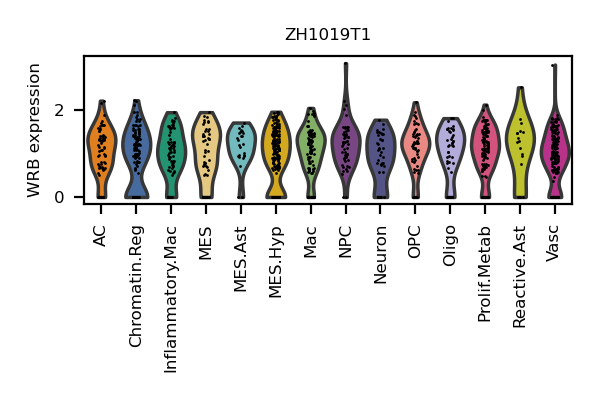 ZH1019T1
WRB expression
2
0
AC
Chromatin.Reg
Inflammatory.Mac
MES
MES.Ast
MES.Hyp
Mac
NPC
Neuron
OPC
Oligo
Prolif.Metab
Reactive.Ast
Vasc